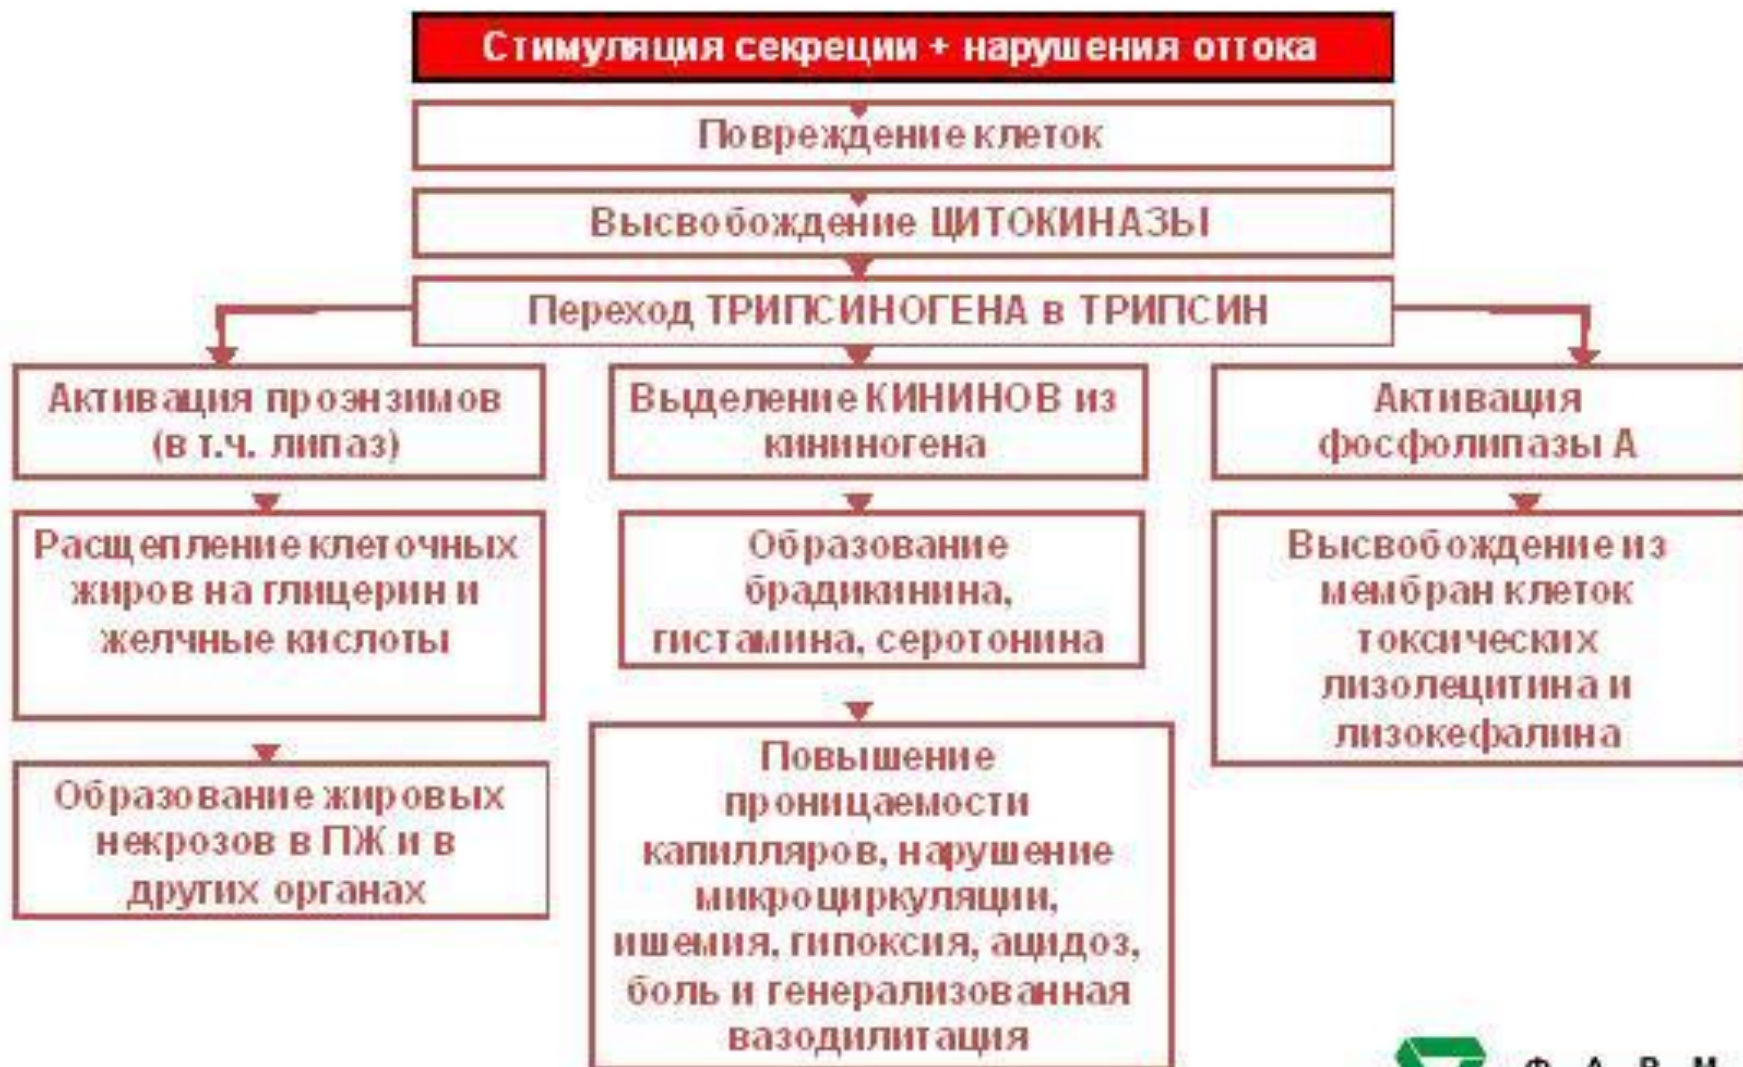 Стимуляция секреции + нарушения оттока
Повреждение клеток
Высвобождение ЦИТОКИНАЗЫ
Переход ТРИПСИНОГЕНА в ТРИПСИН
Активация проэнзимов
(в т.ч. липаз)
Расщепление клеточных
жиров на глицерин и
желчные кислоты
Образование жировых
некрозов в ПЖ и в
других органах
Выделение КИНИНОВ из
кининогена
Образование
брадикинина,
гистамина, серотонина
Повышение
проницаемости
капилляров, нарушение
микроциркуляции,
ишемия, гипоксия, ацидоз,
боль и генерализованная
вазодилитация
Активация
фосфолипазы А
Высвобождение из
мембран клеток
токсических
лизолецитина и
лизокефалина